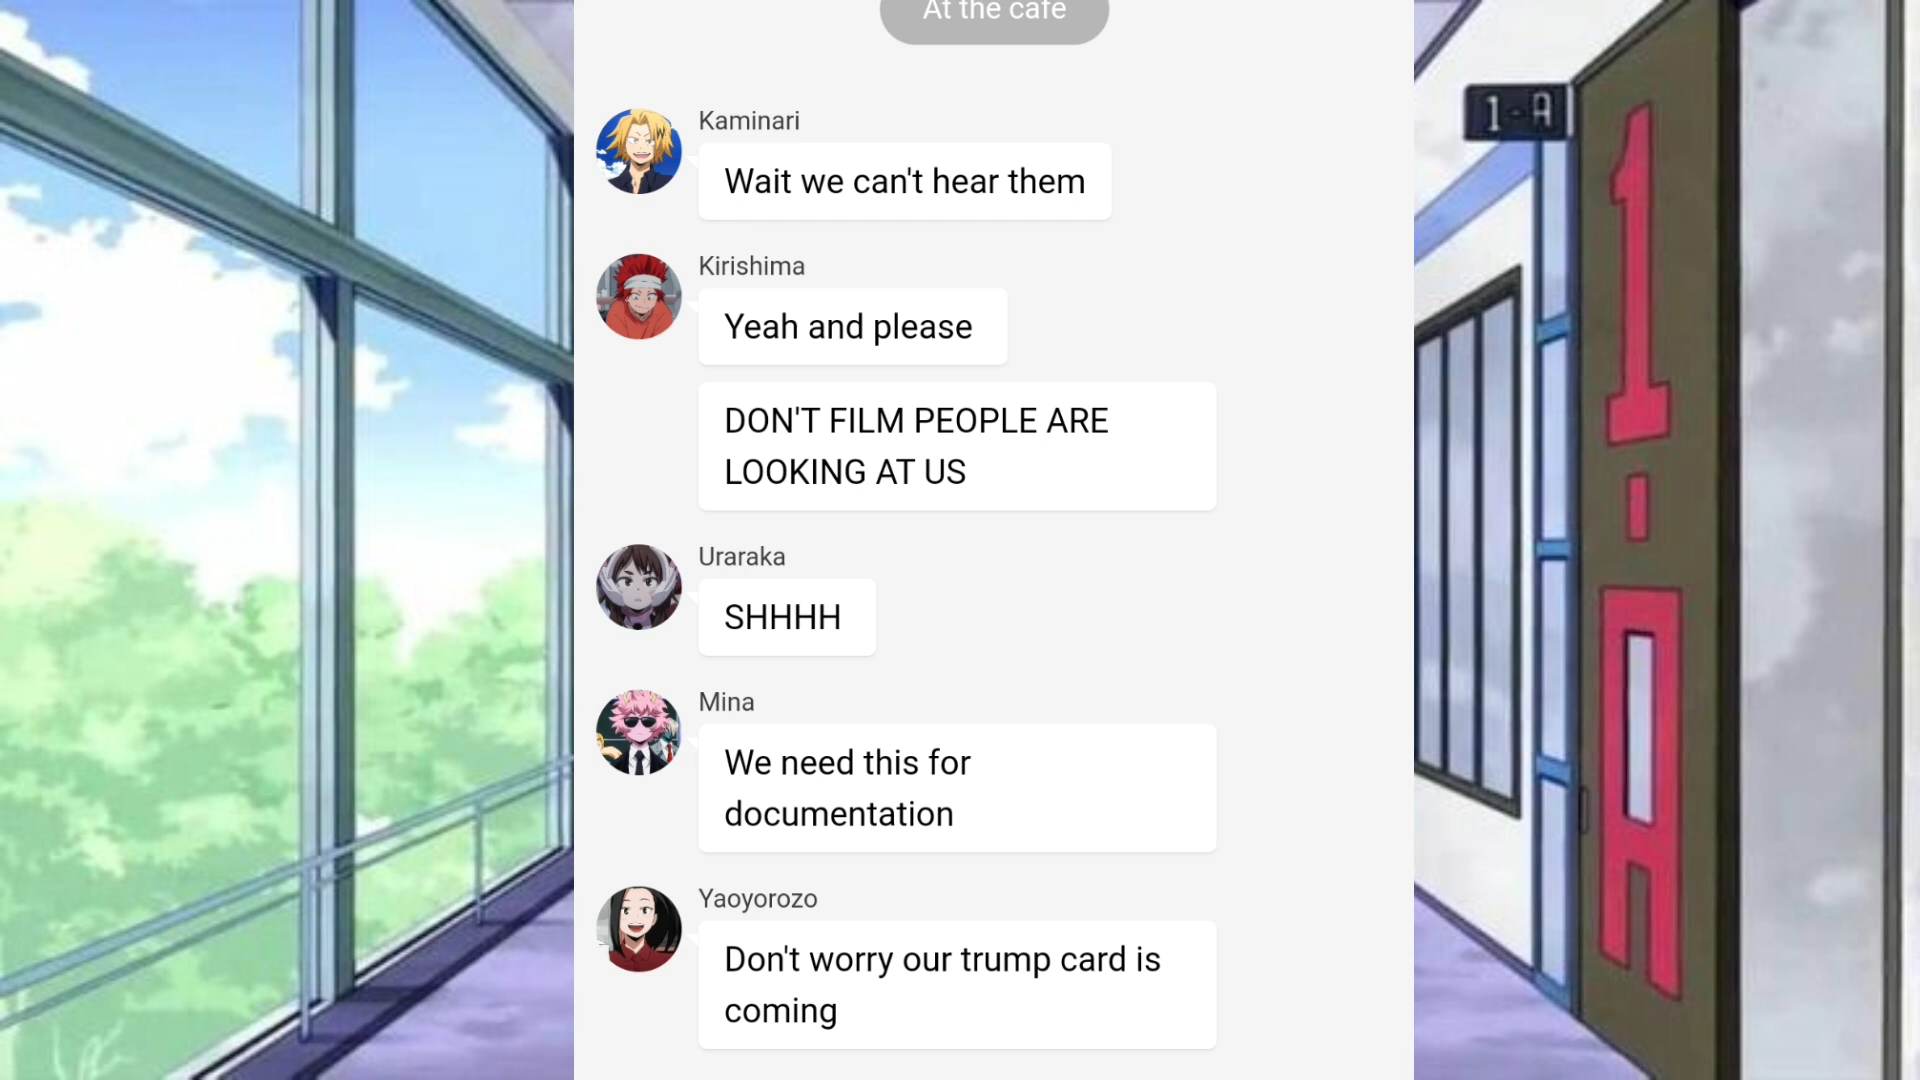 At the cafe
Kaminari
Wait we can't hear them
Kirishima
Yeah and please
DON'T FILM PEOPLE ARE
LOOKING AT US
Uraraka
SHHHH
Mina
We need this for
documentation
Yaoyorozo
Don't worry our trump card is
coming
1-A
1-A